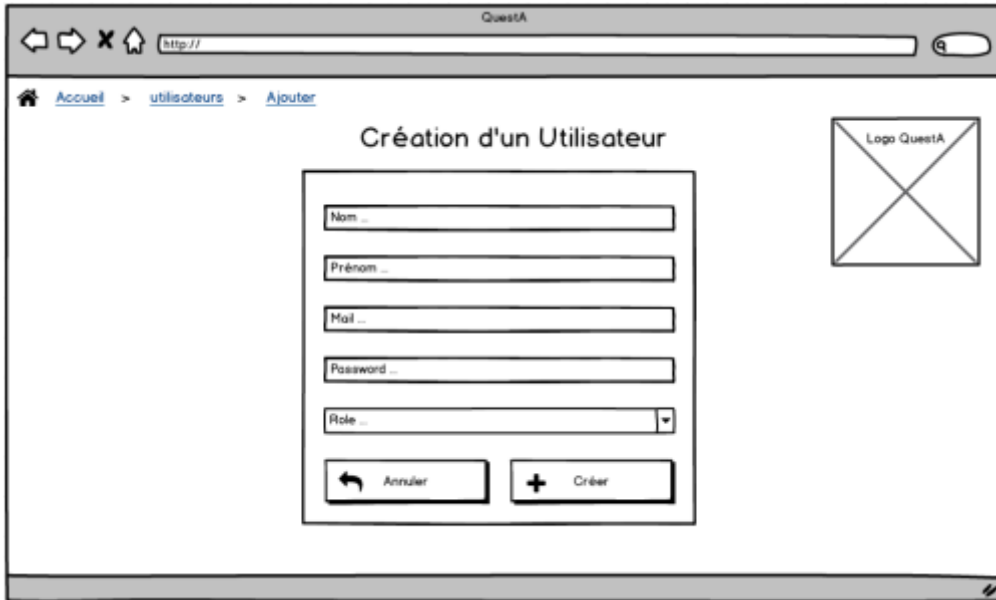 QuestA
http://
Accueil > utilisateurs > Ajouter
Création d'un Utilisateur
Logo QuestA
Nom ...
Prénom ...
Mail ...
Password ...
Role ...
Annuler
Créer